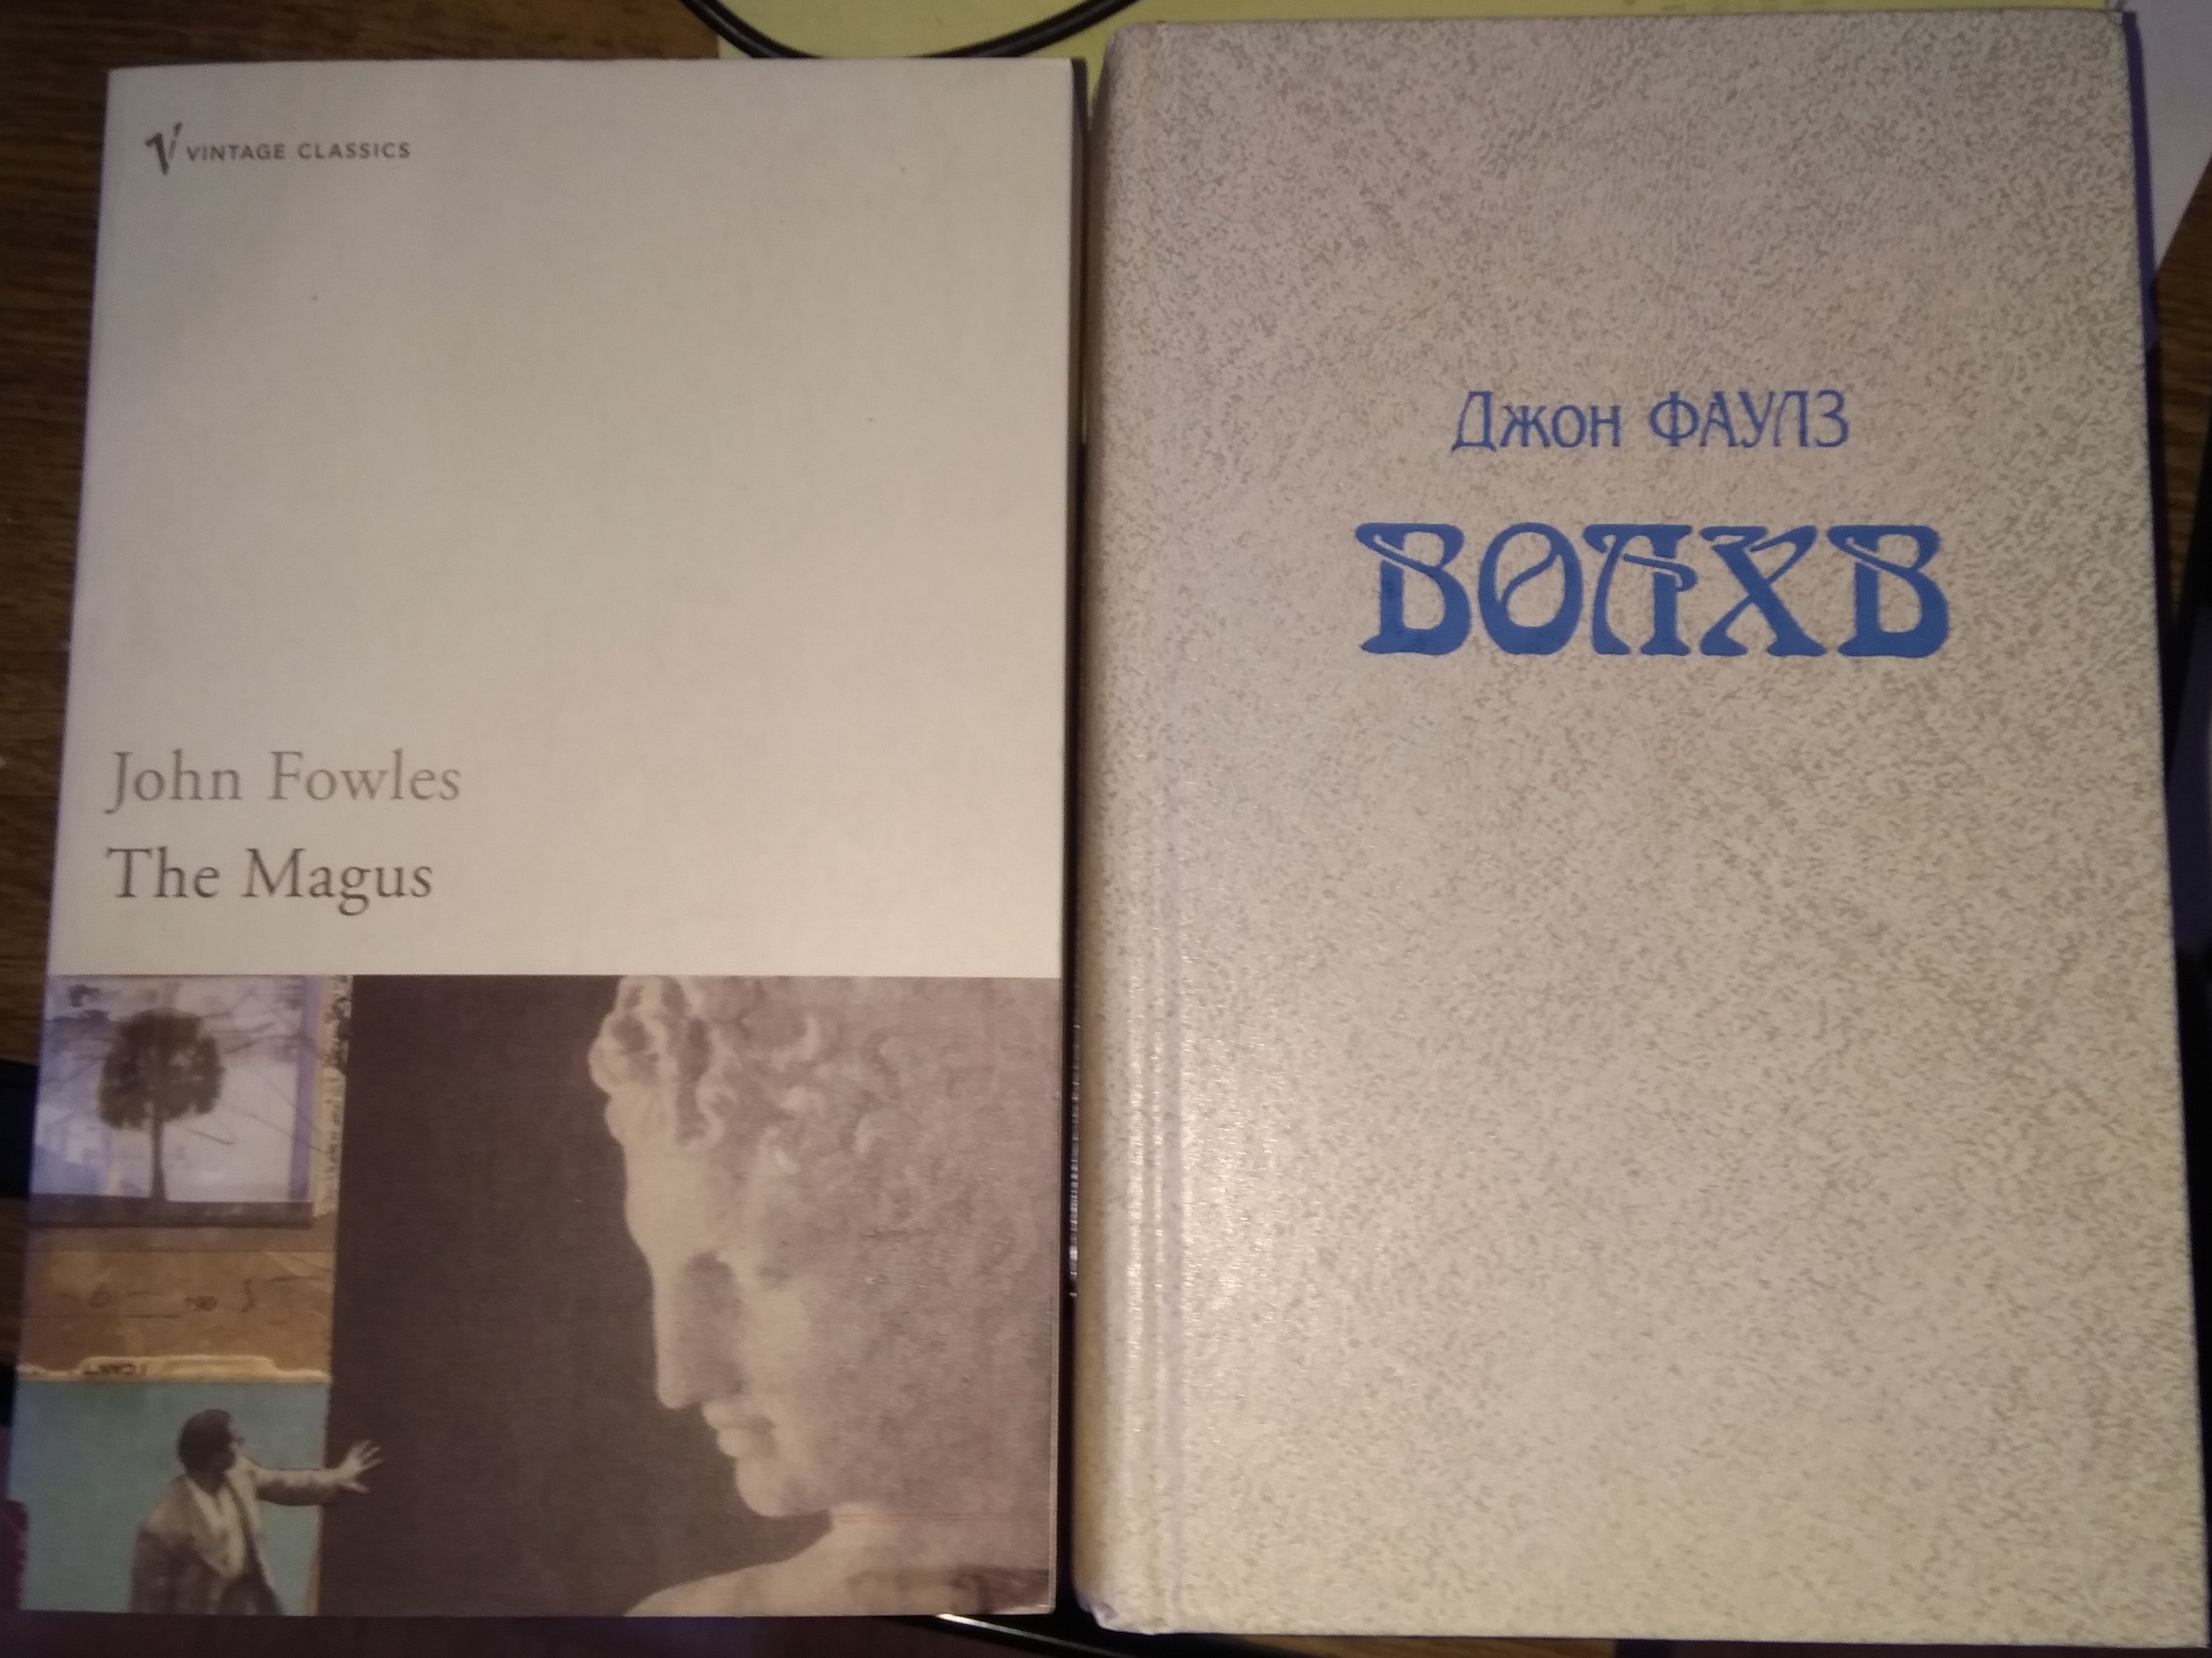 VINTAGE CLASSICS
John Fowles
The Magus
Джон ФАУЛЗ
ВОЛХВ